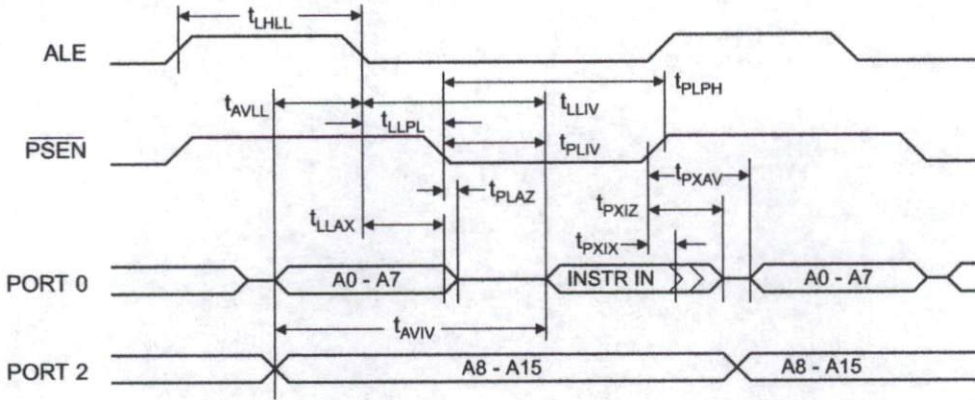 tLHLL
ALE
tPLPH
tAVLL
tLLIV
tLLPL
PSEN
tPLIV
tPLAZ
tPXAV
tLLAX
tPXIZ
tPXIX
PORT 0
A0 - A7
INSTR IN
A0 - A7
tAVIV
PORT 2
A8 - A15
A8 - A15